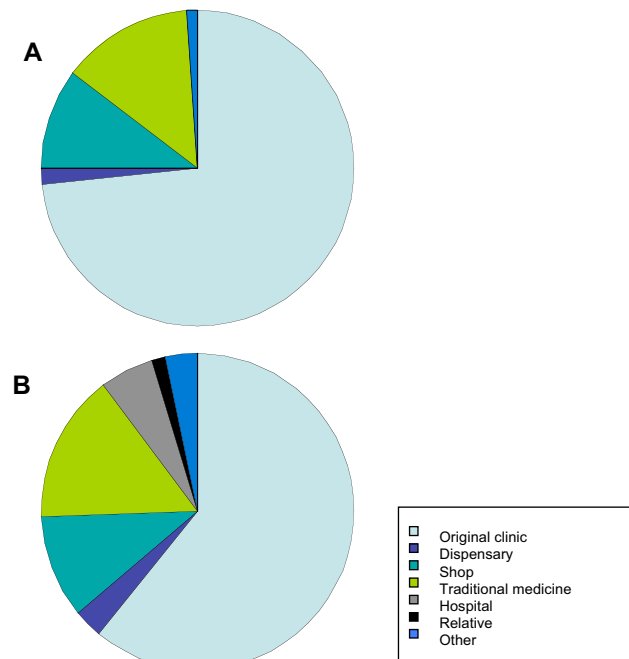 A
B
Original clinic
Dispensary
Shop
Traditional medicine
Hospital
Relative
Other